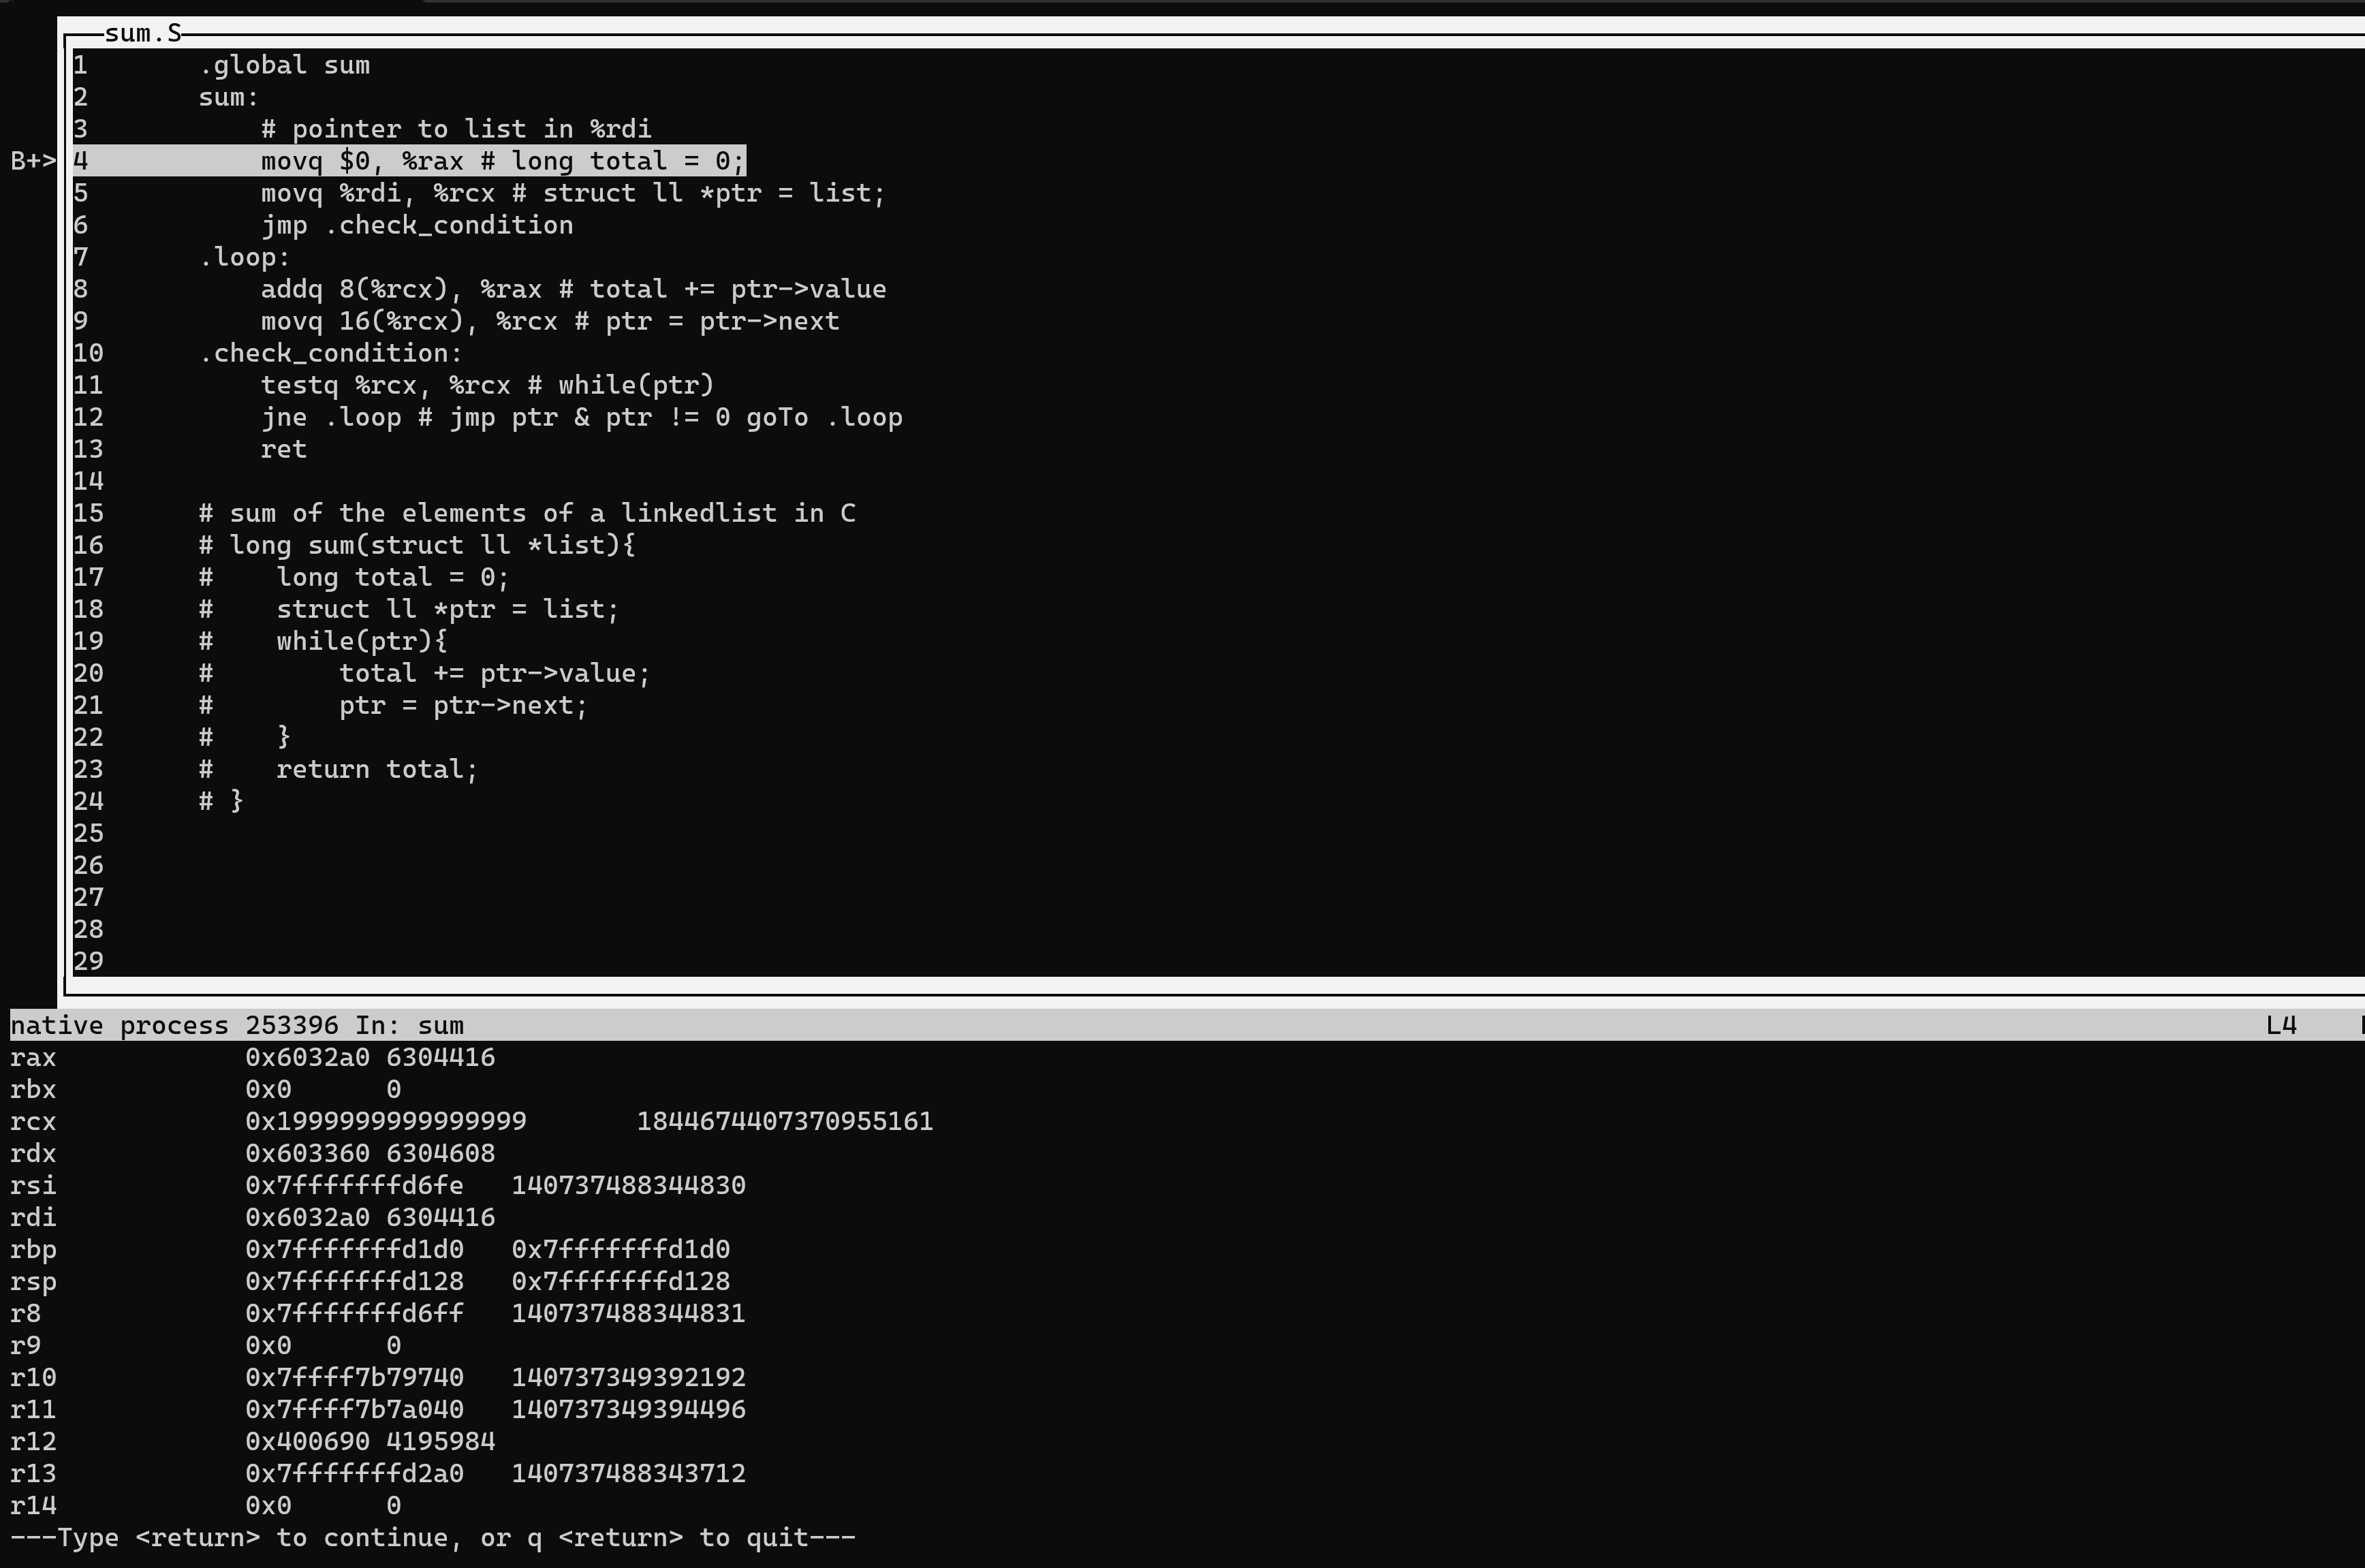 sum.S
1 .global sum
2 sum:
3 # pointer to list in %rdi
B+> 4 movq $0, %rax # long total = 0;
5 movq %rdi, %rcx # struct ll *ptr = list;
6 jmp .check_condition
7 .loop:
8 addq 8(%rcx), %rax # total += ptr->value
9 movq 16(%rcx), %rcx # ptr = ptr->next
10 .check_condition:
11 testq %rcx, %rcx # while(ptr)
12 jne .loop # jmp ptr & ptr != 0 goTo .loop
13 ret
14
15 # sum of the elements of a linkedlist in C
16 # long sum(struct ll *list){
17 # long total = 0;
18 # struct ll *ptr = list;
19 # while(ptr){
20 # total += ptr->value;
21 # ptr = ptr->next;
22 # }
23 # return total;
24 # }
25
26
27
28
29
native process 253396 In: sum L4
rax 0x6032a0 6304416
rbx 0x0 0
rcx 0x1999999999999999 1844674407370955161
rdx 0x603360 6304608
rsi 0x7fffffffd6fe 140737488344830
rdi 0x6032a0 6304416
rbp 0x7fffffffd1d0 0x7fffffffd1d0
rsp 0x7fffffffd128 0x7fffffffd128
r8 0x7fffffffd6ff 140737488344831
r9 0x0 0
r10 0x7ffff7b79740 140737349392192
r11 0x7ffff7b7a040 140737349394496
r12 0x400690 4195984
r13 0x7fffffffd2a0 140737488343712
r14 0x0 0
---Type <return> to continue, or q <return> to quit---